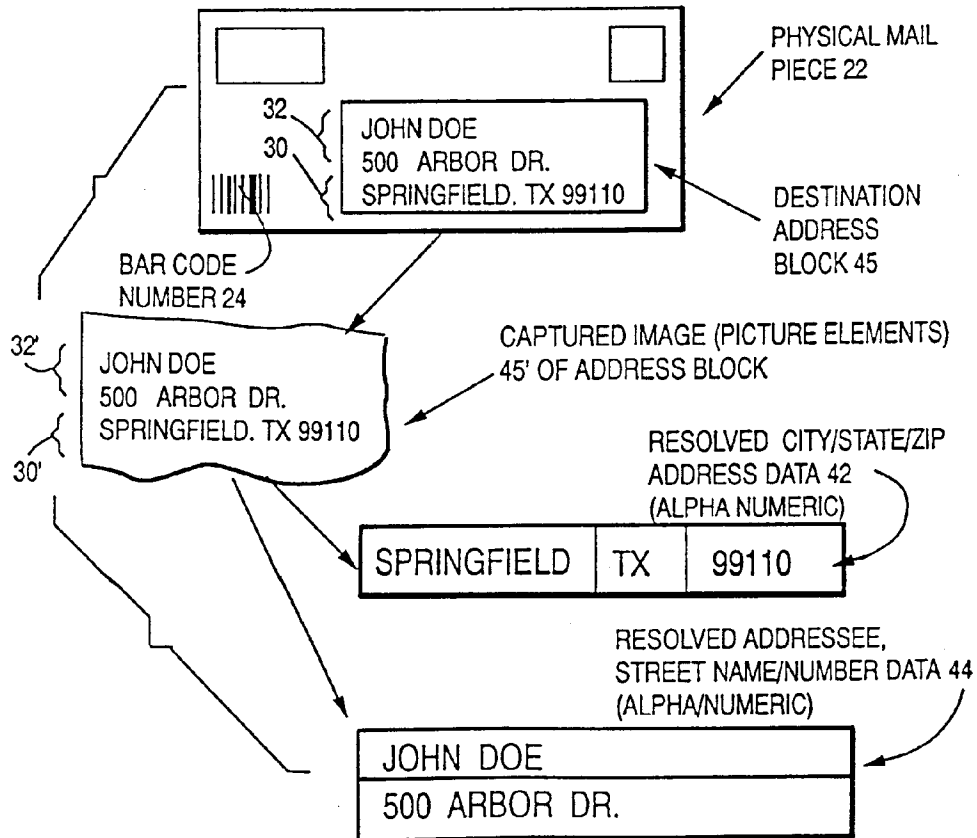 PHYSICAL MAIL
PIECE 22
32
30
JOHN DOE
500 ARBOR DR.
SPRINGFIELD. TX 99110
DESTINATION
ADDRESS
BLOCK 45
BAR CODE
NUMBER 24
32'
30'
JOHN DOE
500 ARBOR DR.
SPRINGFIELD. TX 99110
CAPTURED IMAGE (PICTURE ELEMENTS)
45' OF ADDRESS BLOCK
RESOLVED CITY/STATE/ZIP
ADDRESS DATA 42
(ALPHA NUMERIC)
SPRINGFIELD TX 99110
RESOLVED ADDRESSEE,
STREET NAME/NUMBER DATA 44
(ALPHA/NUMERIC)
JOHN DOE
500 ARBOR DR.